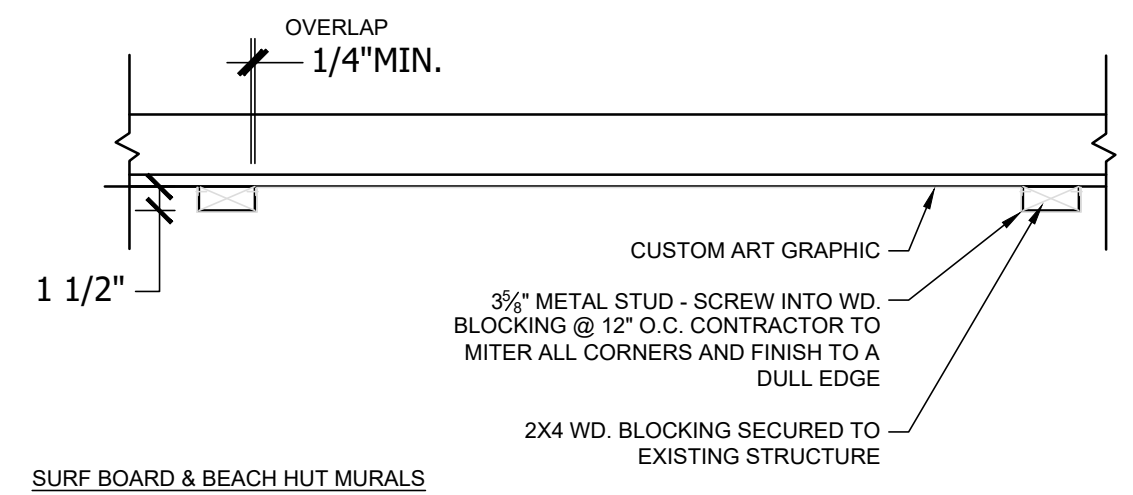 OVERLAP
1/4"MIN.
1 1/2"
CUSTOM ART GRAPHIC
3⅝" METAL STUD - SCREW INTO WD.
BLOCKING @ 12" O.C. CONTRACTOR TO
MITER ALL CORNERS AND FINISH TO A
DULL EDGE
2X4 WD. BLOCKING SECURED TO
EXISTING STRUCTURE
SURF BOARD & BEACH HUT MURALS